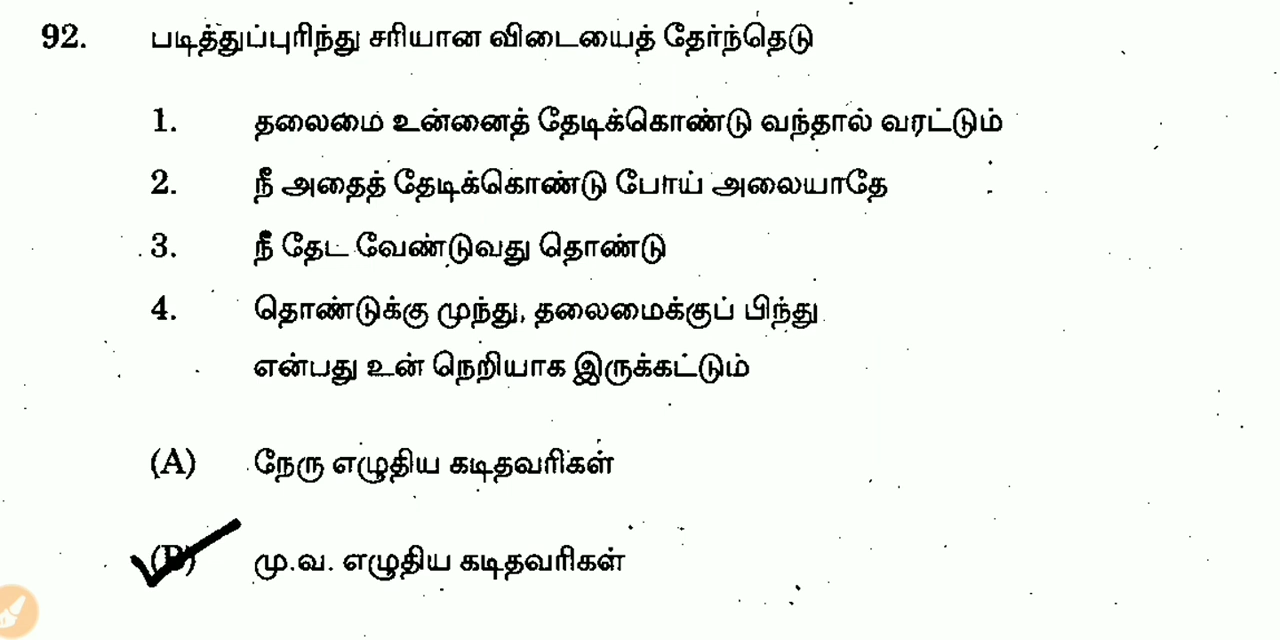 92. படித்துப்புரிந்து சரியான விடையைத் தேர்ந்தெடு
1. தலைமை உன்னைத் தேடிக்கொண்டு வந்தால் வரட்டும்
2. நீ அதைத் தேடிக்கொண்டு போய் அலையாதே
3. நீ தேட வேண்டுவது தொண்டு
4. தொண்டுக்கு முந்து, தலைமைக்குப் பிந்து
என்பது உன் நெறியாக இருக்கட்டும்
(A) நேரு எழுதிய கடிதவரிகள்
(B) மு.வ. எழுதிய கடிதவரிகள்